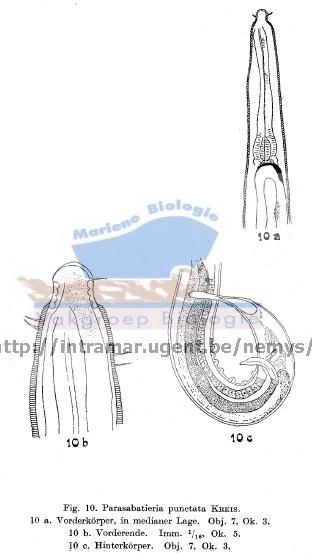 10 a
Mariene Biologie
Vakgroep Biologie
http://intramar.ugent.be/nemys/
10 b
10 c
Fig. 10. Parasabatieria punctata KREIS.
10 a. Vorderkörper, in medianer Lage. Obj. 7, Ok. 3.
10 b. Vorderende. Imm. 1/16, Ok. 5.
10 c, Hinterkörper. Obj. 7, Ok. 3.